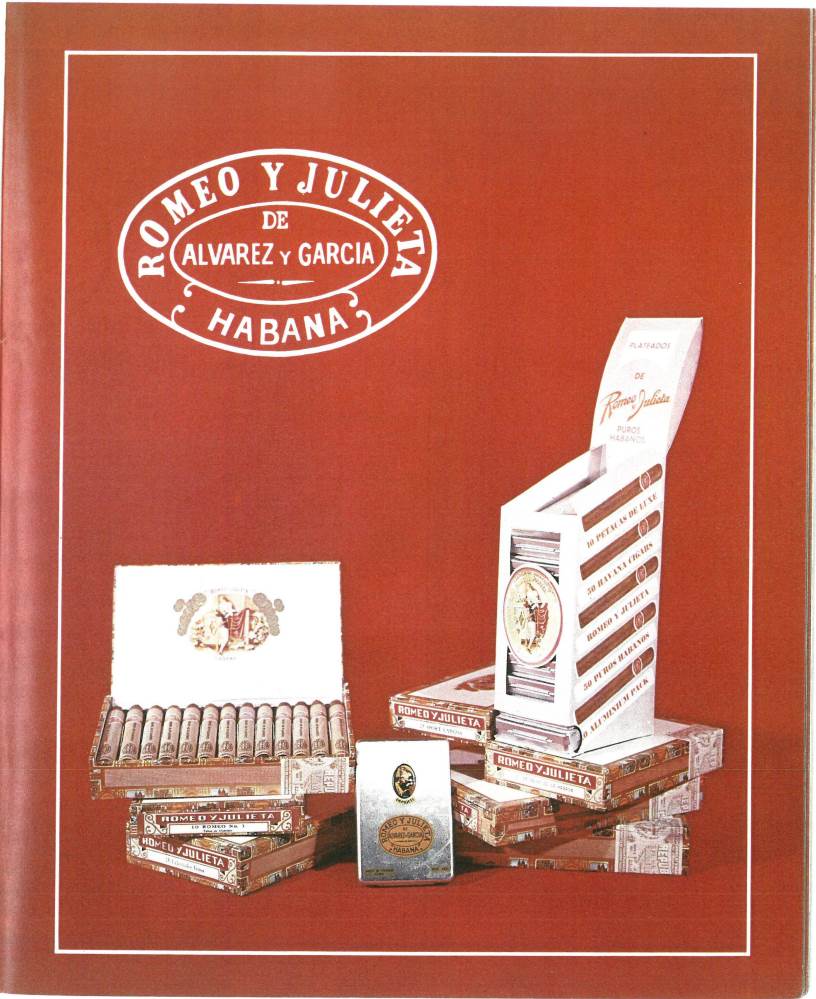 ROMEO Y JULIETA
DE
ALVAREZ Y GARCIA
HABANA
PLATEADOS
DE
Romeo y Julieta
PUROS
HABANOS
10 PETACAS DE LUXE
50 HAVANA CIGARS
ROMEO Y JULIETA
50 PUROS HABANOS
ALUMINIUM PACK
ROMEO Y JULIETA
ROMEO Y JULIETA
ROMEO Y JULIETA
10 ROMEO No. 1
ROMEO Y JULIETA
ROMEO Y JULIETA
DE
ALVAREZ Y GARCIA
HABANA